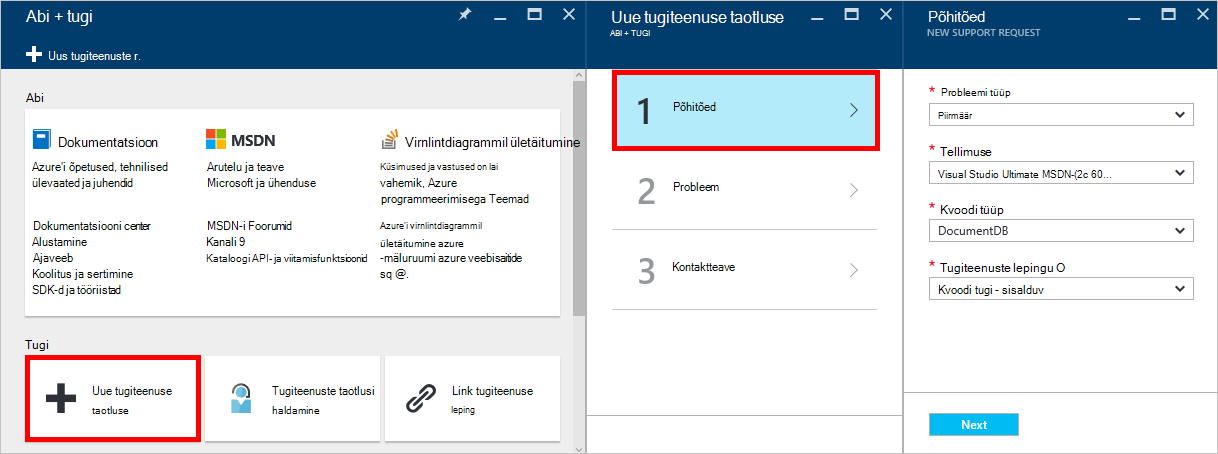 Abi + tugi
Uus tugiteenuste r.
Abi
Dokumentatsioon
Azure'i õpetused, tehnilised
ülevaated ja juhendid
Dokumentatsiooni center
Alustamine
Ajaveeb
Koolitus ja sertimine
SDK-d ja tööriistad
MSDN
Arutelu ja teave
Microsoft ja ühenduse
MSDN-i Foorumid
Kanali 9
Kataloogi API- ja viitamisfunktsioonid
Virnlintdiagrammil ületäitumine
Küsimused ja vastused on lai
vahemik, Azure
programmeerimisega Teemad
Azure'i virnlintdiagrammil
ületäitumine azure
-mäluruumi azure veebisaitide
sq @.
Tugi
Uue tugiteenuse
taotluse
Tugiteenuste taotlusi
haldamine
Link tugiteenuse
leping
Uue tugiteenuse taotluse
ABI + TUGI
1
Põhitõed
2
Probleem
3
Kontaktteave
Põhitõed
NEW SUPPORT REQUEST
* Probleemi tüüp
Piirmäär
* Tellimuse
Visual Studio Ultimate MSDN-(2c 60...
* Kvoodi tüüp
DocumentDB
* Tugiteenuste lepingu O
Kvoodi tugi - sisalduv
Next